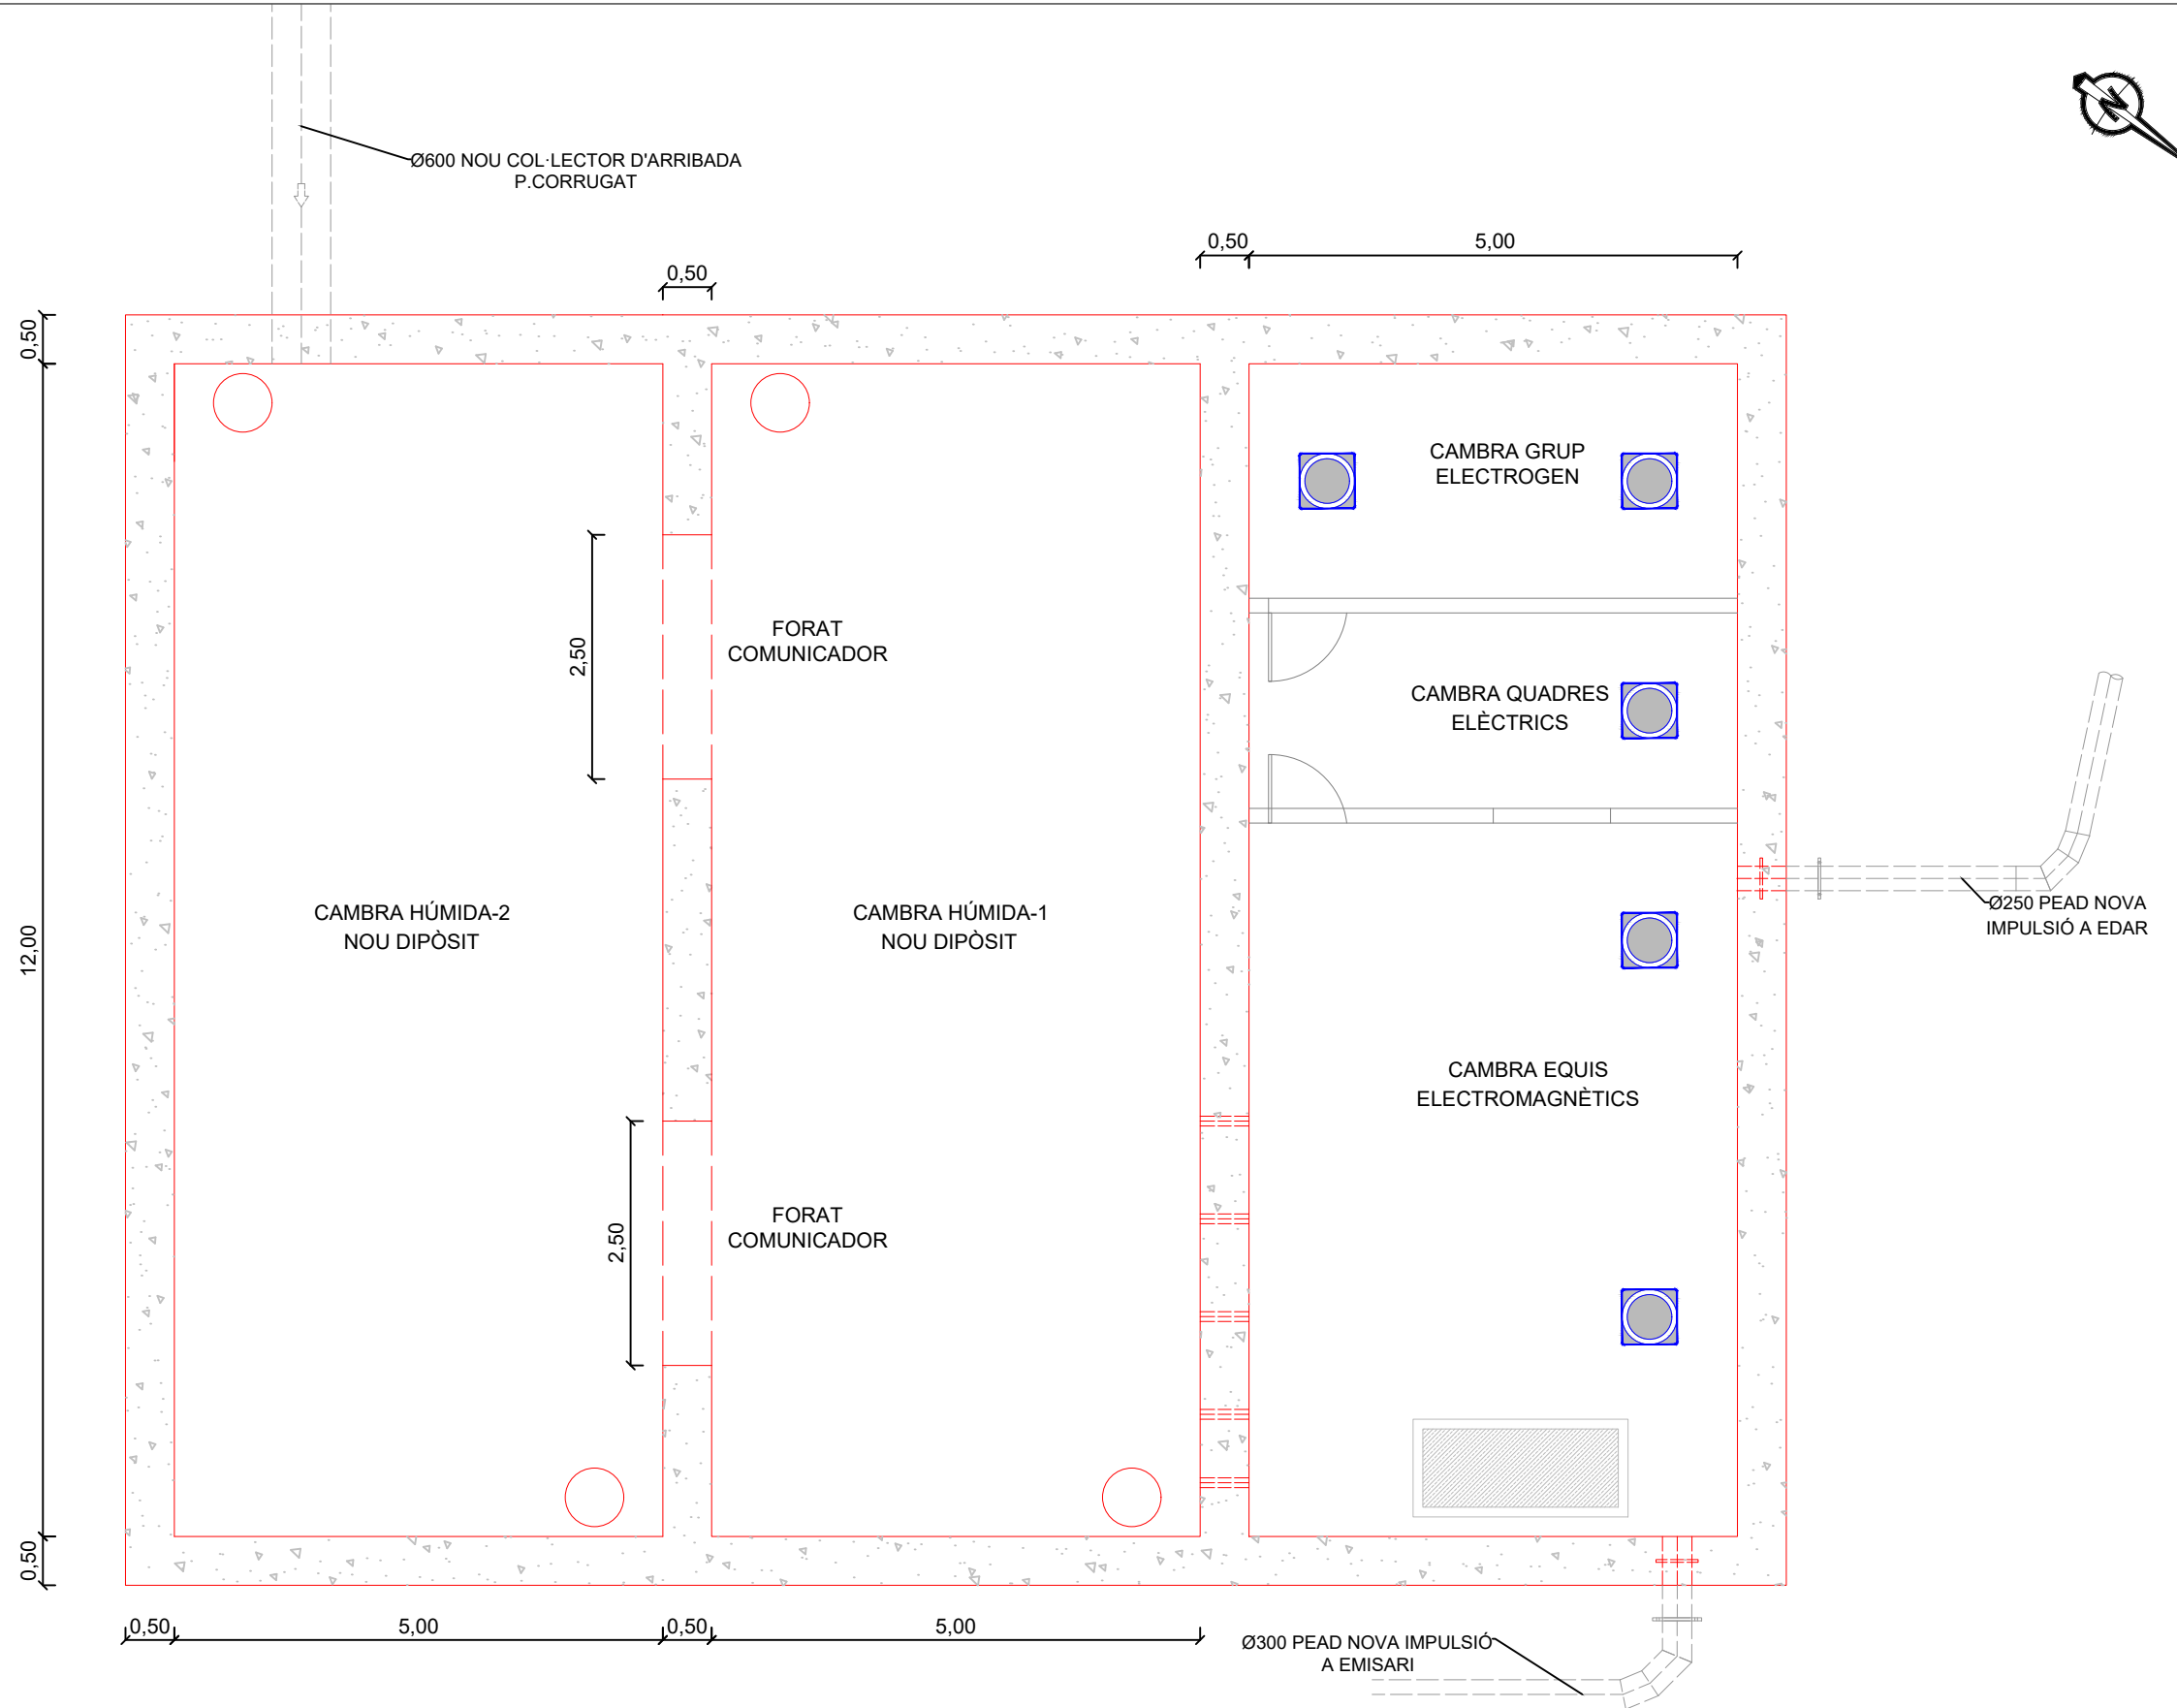 Ø600 NOU COL·LECTOR D'ARRIBADA
P.CORRUGAT
N
0,50
5,00
0,50
0,50
CAMBRA GRUP
ELECTROGEN
FORAT
COMUNICADOR
2,50
CAMBRA QUADRES
ELÈCTRICS
CAMBRA HÚMIDA-2
NOU DIPÒSIT
CAMBRA HÚMIDA-1
NOU DIPÒSIT
Ø250 PEAD NOVA
IMPULSIÓ A EDAR
12,00
CAMBRA EQUIS
ELECTROMAGNÈTICS
FORAT
COMUNICADOR
2,50
0,50
0,50
5,00
0,50
5,00
Ø300 PEAD NOVA IMPULSIÓ
A EMISARI